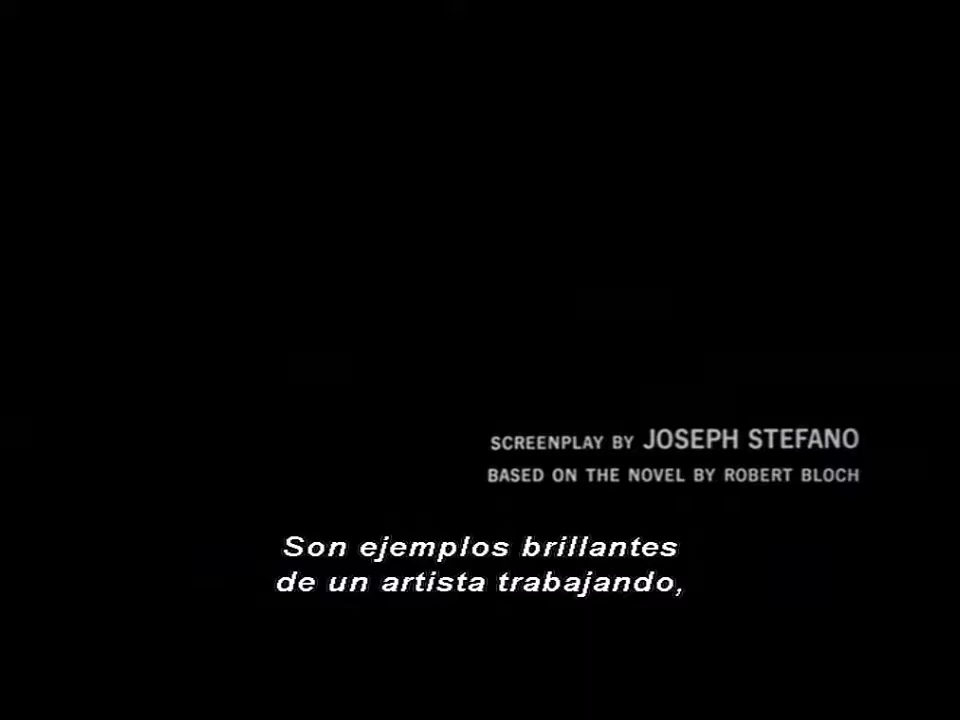 SCREENPLAY BY JOSEPH STEFANO
BASED ON THE NOVEL BY ROBERT BLOCH
Son ejemplos brillantes
de un artista trabajando,